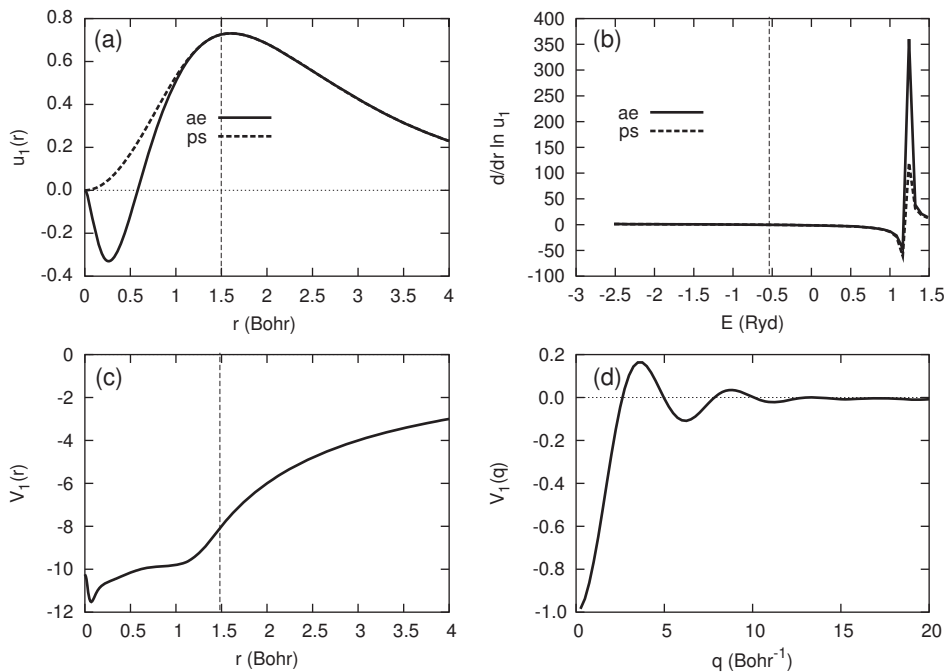 (a)
u1(r)
0.8
0.6
0.4
0.2
0.0
-0.2
-0.4
ae
ps
0 0.5 1 1.5 2 2.5 3 3.5 4
r (Bohr)
(b)
d/dr ln u1
400
350
300
250
200
150
100
50
0
-50
-100
ae
ps
-3 -2.5 -2 -1.5 -1 -0.5 0 0.5 1 1.5
E (Ryd)
(c)
V1(r)
0
-2
-4
-6
-8
-10
-12
0 0.5 1 1.5 2 2.5 3 3.5 4
r (Bohr)
(d)
V1(q)
0.2
0.0
-0.2
-0.4
-0.6
-0.8
-1.0
0 5 10 15 20
q (Bohr-1)